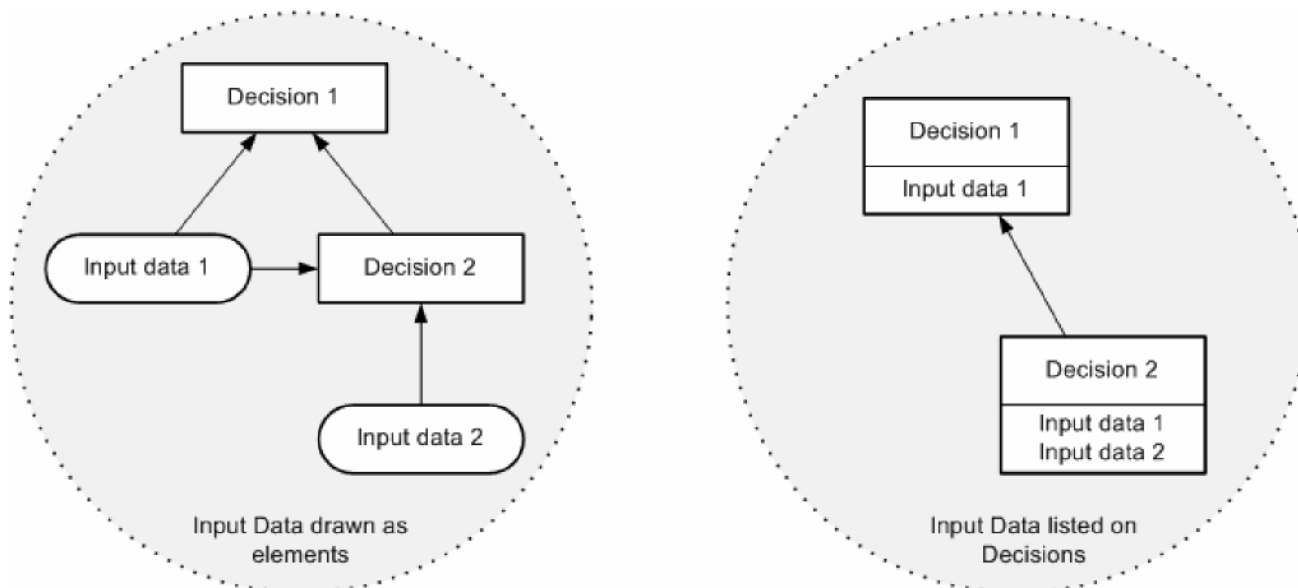 Decision 1
Input data 1
Decision 2
Input data 2
Input Data drawn as
elements
Decision 1
Input data 1
Decision 2
Input data 1
Input data 2
Input Data listed on
Decisions